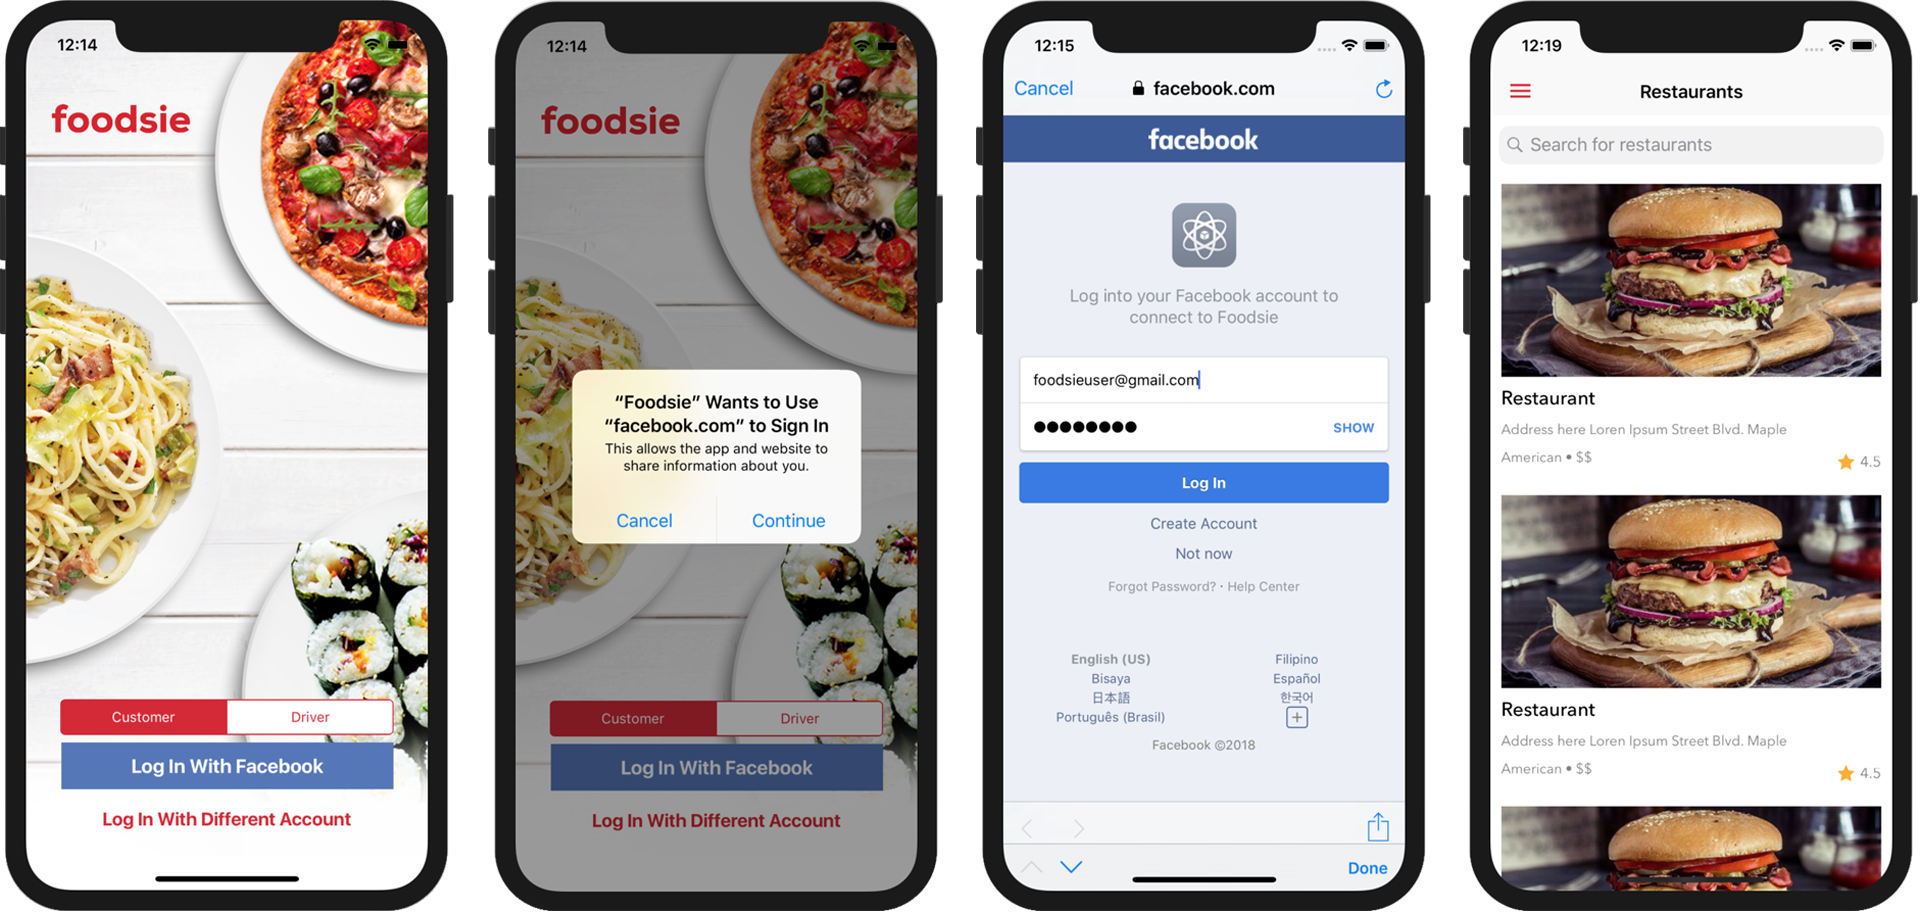 12:14
foodsie
Customer
Driver
Log In With Facebook
Log In With Different Account
12:14
foodsie
“Foodsie” Wants to Use
“facebook.com” to Sign In
This allows the app and website to
share information about you.
Cancel
Continue
Customer
Driver
Log In With Facebook
Log In With Different Account
12:15
Cancel
facebook.com
facebook
Log into your Facebook account to
connect to Foodsie
foodsieuser@gmail.com
●●●●●●●●
SHOW
Log In
Create Account
Not now
Forgot Password? · Help Center
English (US)
Filipino
Bisaya
Español
日本語
한국어
Português (Brasil)
+
Facebook ©2018
Done
12:19
Restaurants
Search for restaurants
Restaurant
Address here Loren Ipsum Street Blvd. Maple
American • $$
4.5
Restaurant
Address here Loren Ipsum Street Blvd. Maple
American • $$
4.5